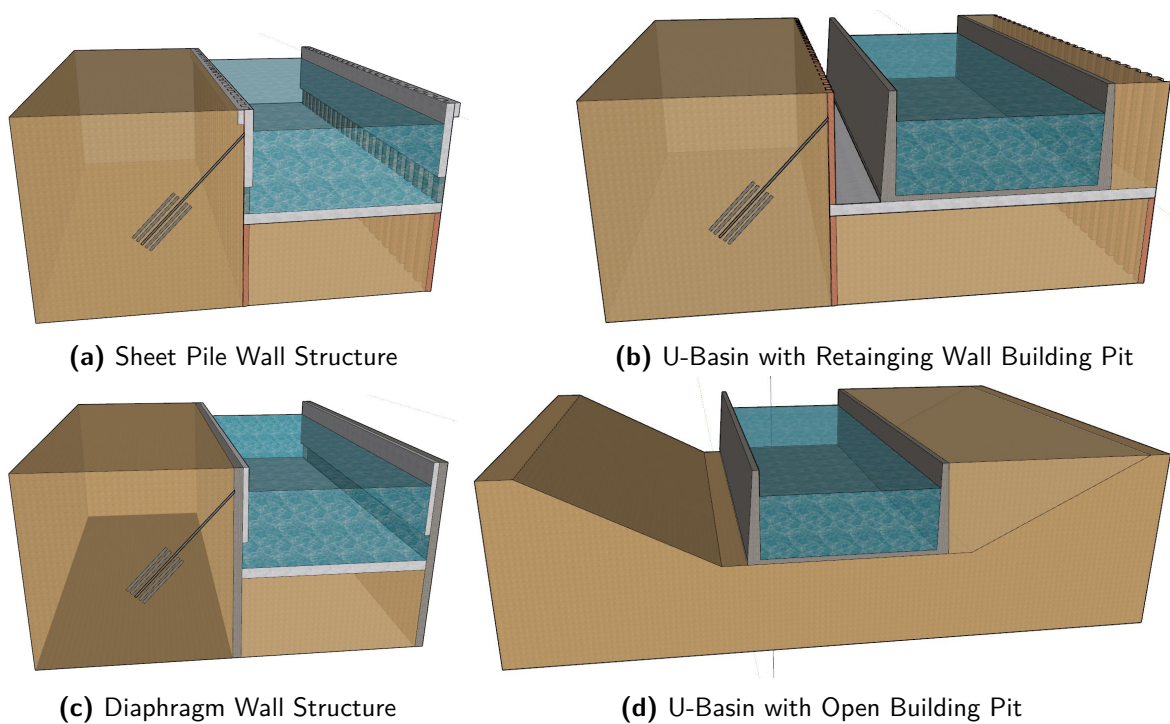 (a) Sheet Pile Wall Structure
(b) U-Basin with Retainging Wall Building Pit
(c) Diaphragm Wall Structure
(d) U-Basin with Open Building Pit